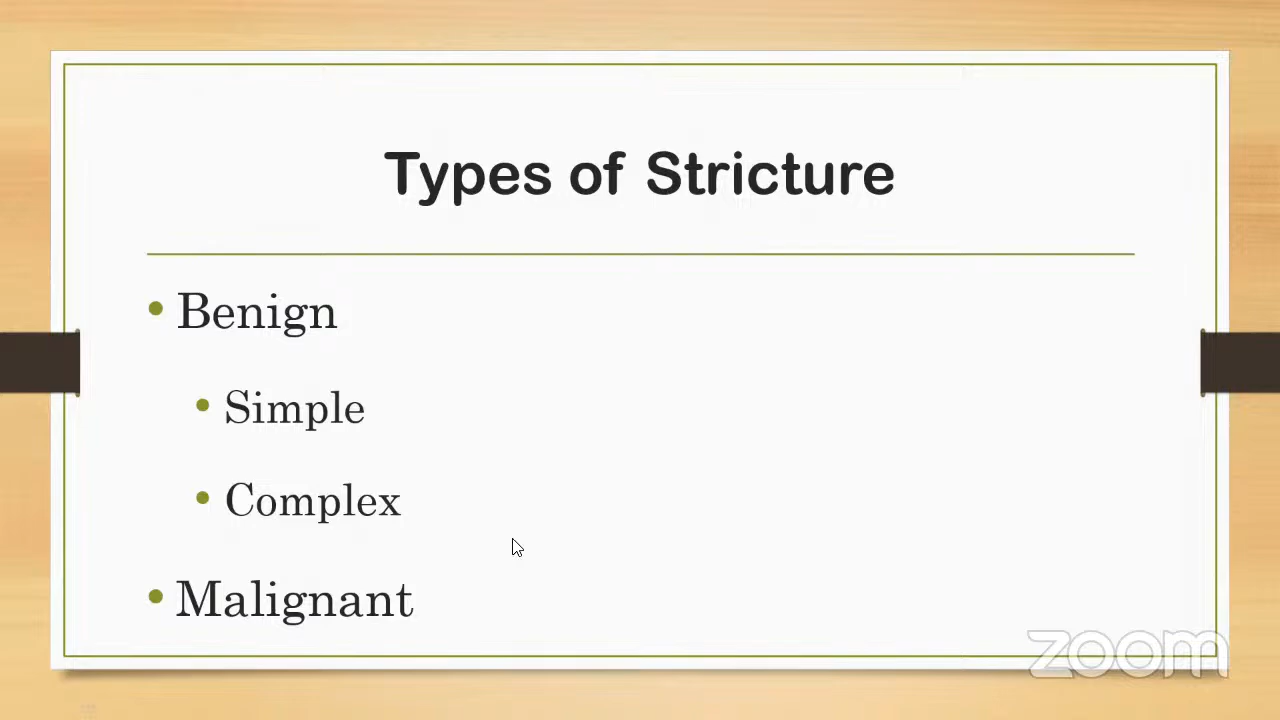 Types of Stricture
• Benign
• Simple
• Complex
• Malignant
zoom